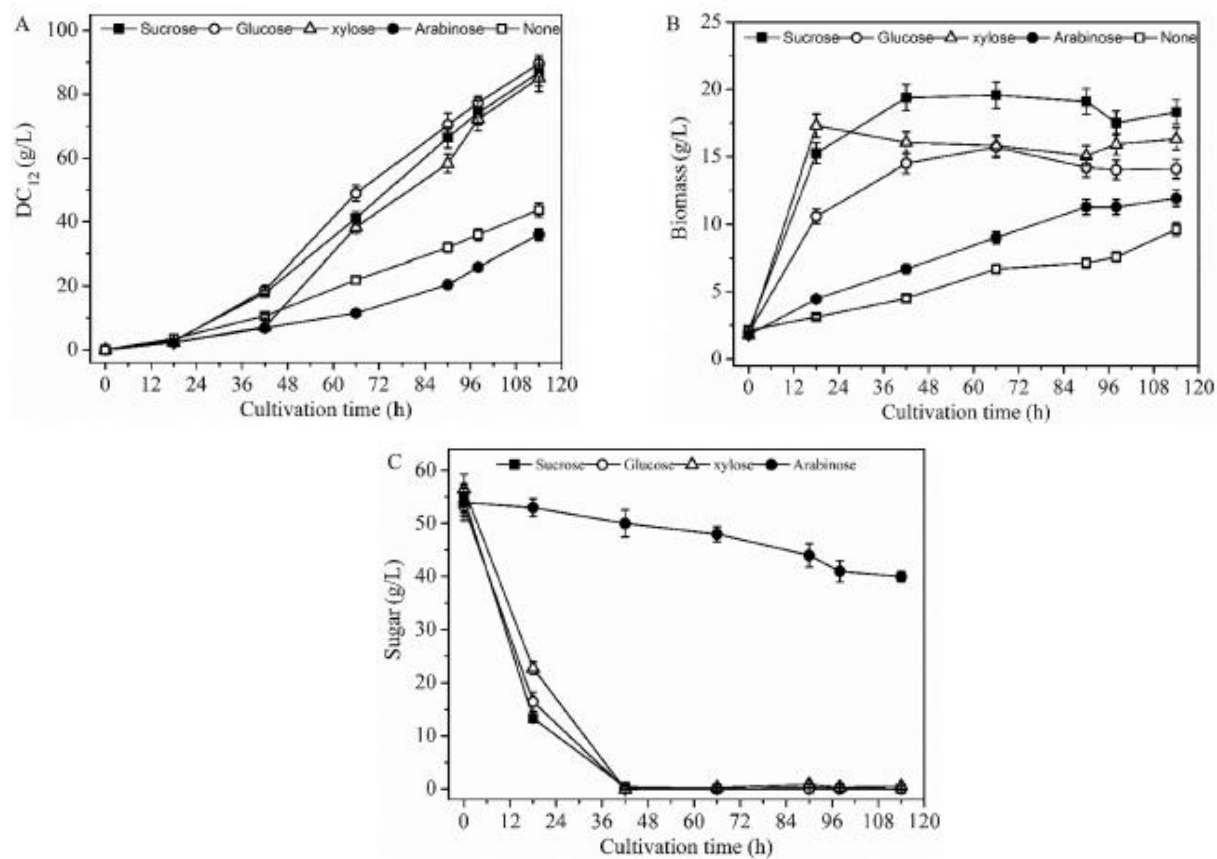 A
Sucrose Glucose xylose Arabinose None
100
80
60
40
20
0
DC12 (g/L)
0 12 24 36 48 60 72 84 96 108 120
Cultivation time (h)
B
Sucrose Glucose xylose Arabinose None
25
20
15
10
5
0
Biomass (g/L)
0 12 24 36 48 60 72 84 96 108 120
Cultivation time (h)
C
Sucrose Glucose xylose Arabinose
60
50
40
30
20
10
0
Sugar (g/L)
0 12 24 36 48 60 72 84 96 108 120
Cultivation time (h)